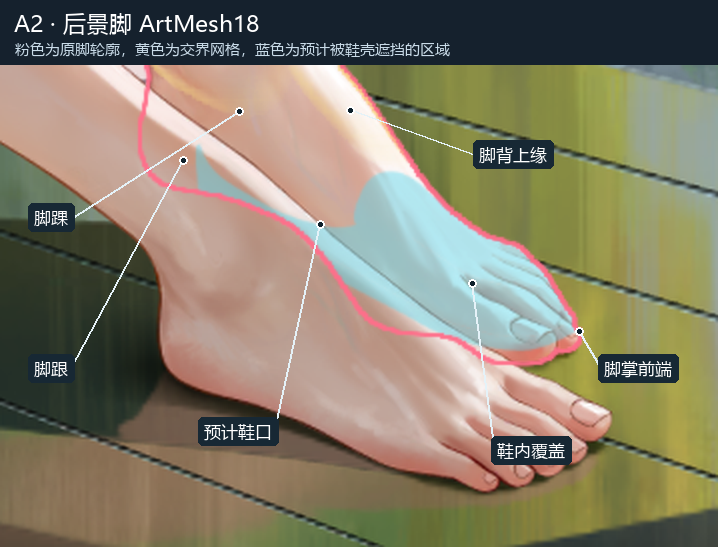 A2 · 后景脚 ArtMesh18
粉色为原脚轮廓，黄色为交界网格，蓝色为预计被鞋壳遮挡的区域
脚背上缘
脚踝
脚跟
脚掌前端
预计鞋口
鞋内覆盖